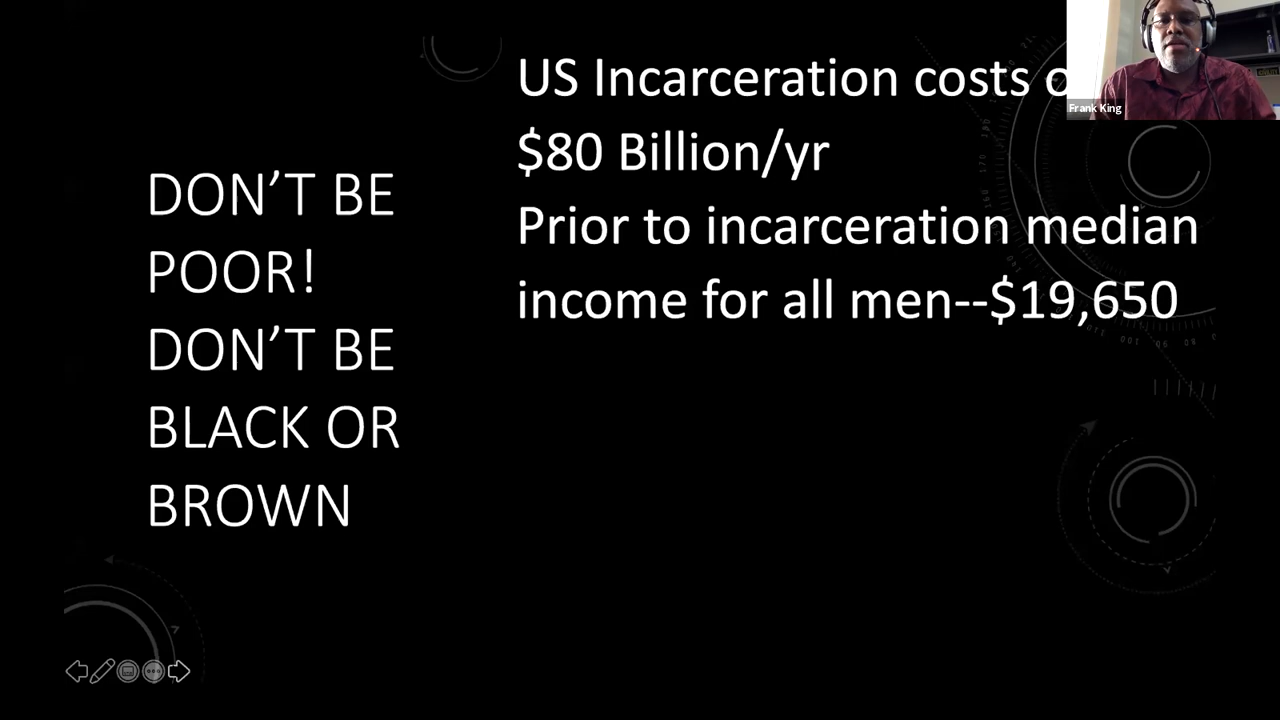 DON’T BE
POOR!
DON’T BE
BLACK OR
BROWN
US Incarceration costs
$80 Billion/yr
Prior to incarceration median
income for all men--$19,650
Frank King